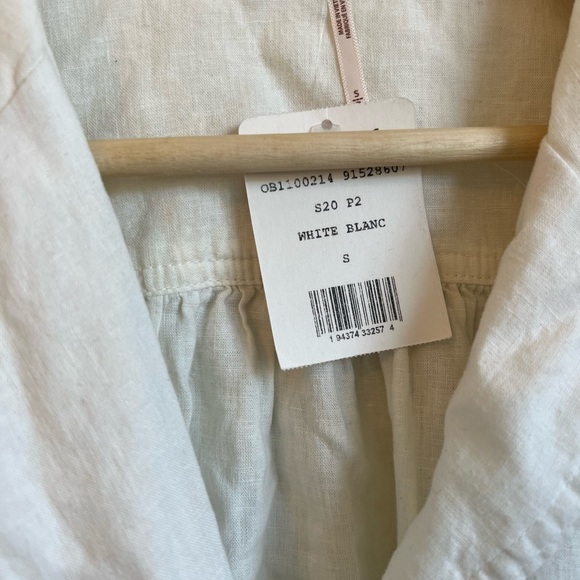 S
OB1100214 91528607
S20 P2
WHITE BLANC
S
1 94374 33257 4